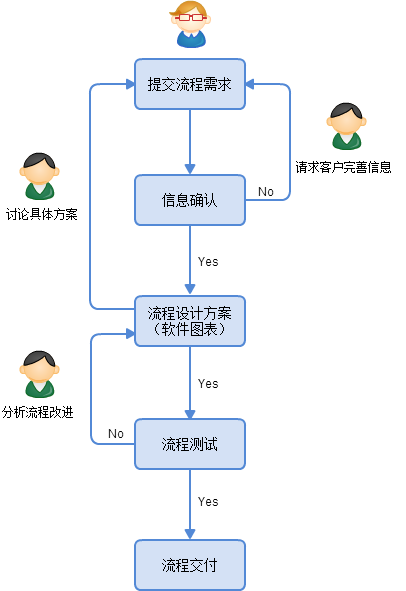 提交流程需求
请求客户完善信息
No
信息确认
讨论具体方案
Yes
流程设计方案
（软件图表）
Yes
分析流程改进
No
流程测试
Yes
流程交付